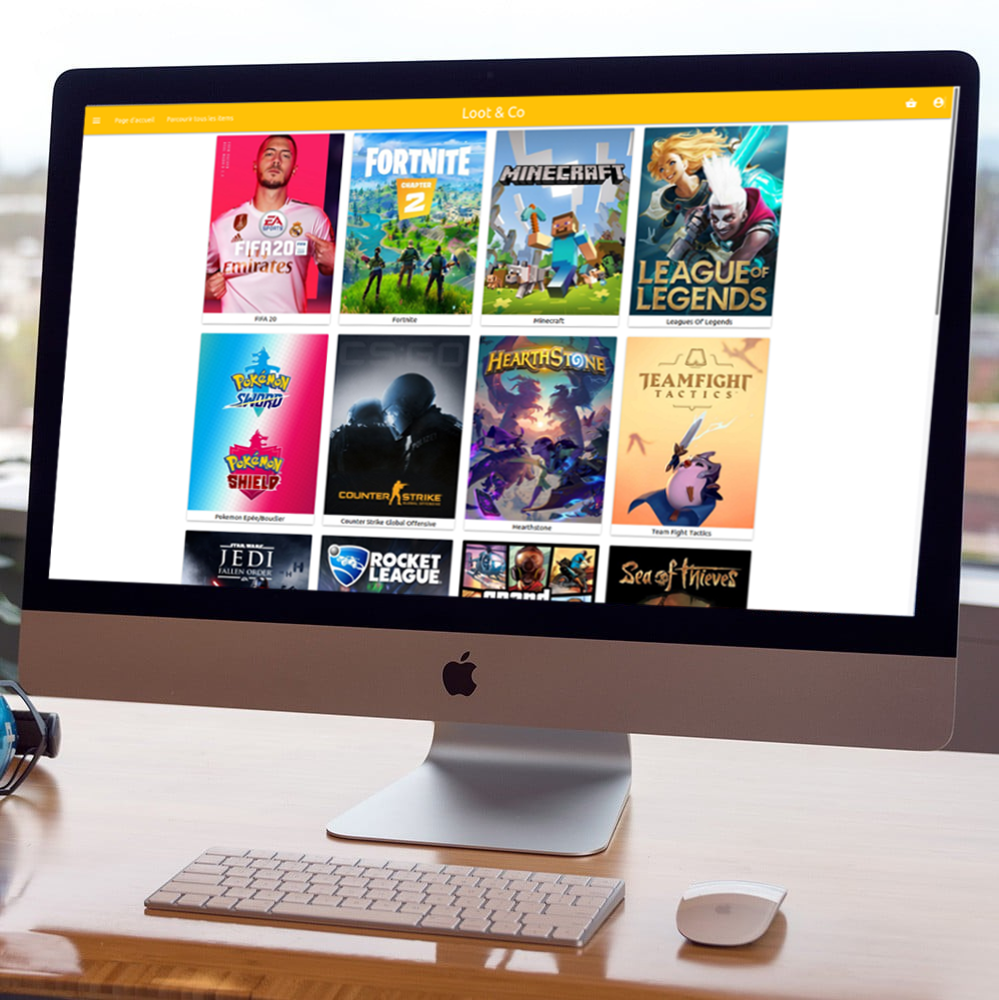 Page d'accueil
Parcourir tous les items
Loot & Co
EA
SPORTS
FIFA20
Emirates
FIFA 20
FORTNITE
CHAPTER
2
Fortnite
MINECRAFT
Minecraft
LEAGUE OF
LEGENDS
Leagues Of Legends
Pokémon
SWORD
Pokémon
SHIELD
Pokemon Epée/Bouclier
CS:GO
COUNTER STRIKE
GLOBAL OFFENSIVE
Counter Strike Global Offensive
HEARTHSTONE
Hearthstone
TEAMFIGHT
TACTICS
Team Fight Tactics
STAR WARS
JEDI
FALLEN ORDER
ROCKET
LEAGUE
grand
Sea of Thieves